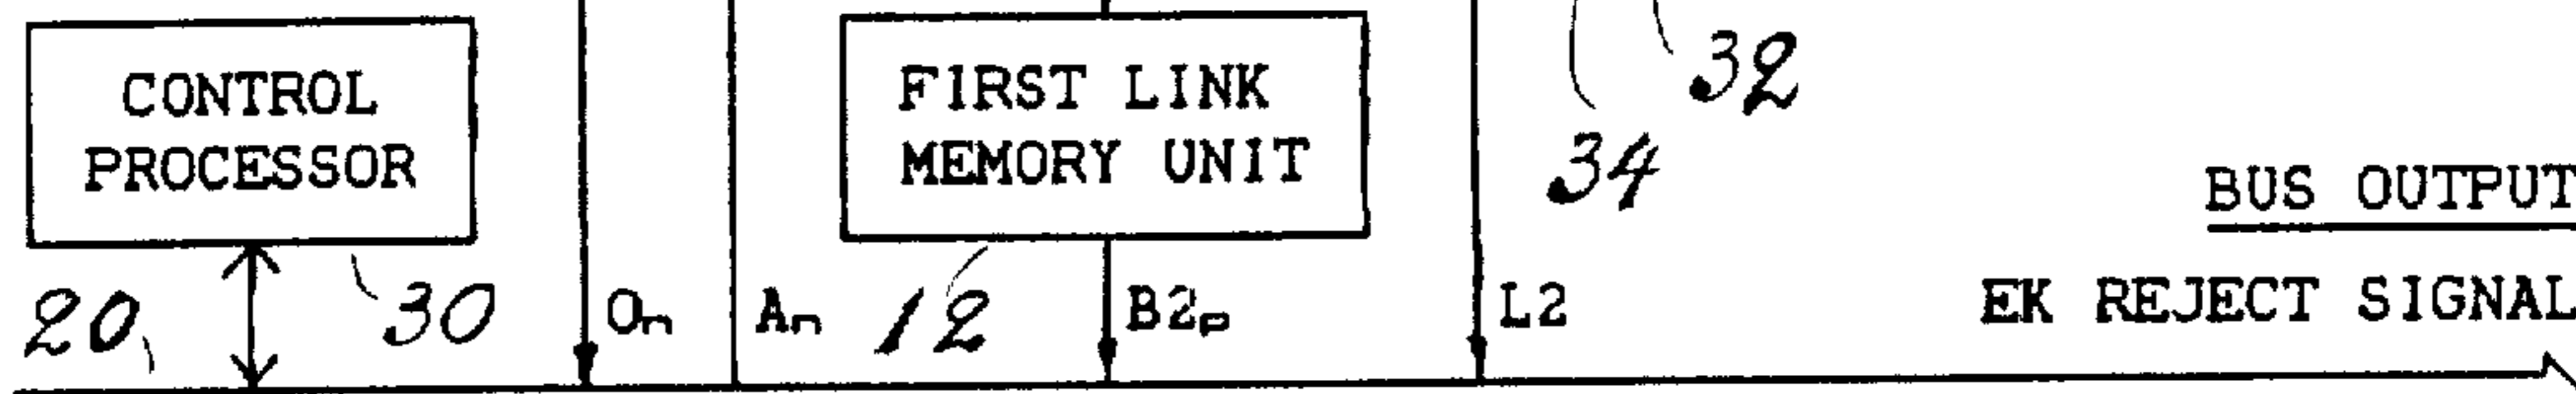 CONTROL
PROCESSOR
FIRST LINK
MEMORY UNIT
32
34
BUS OUTPUT
20
30
On
An
12
B2p
L2
EK REJECT SIGNAL